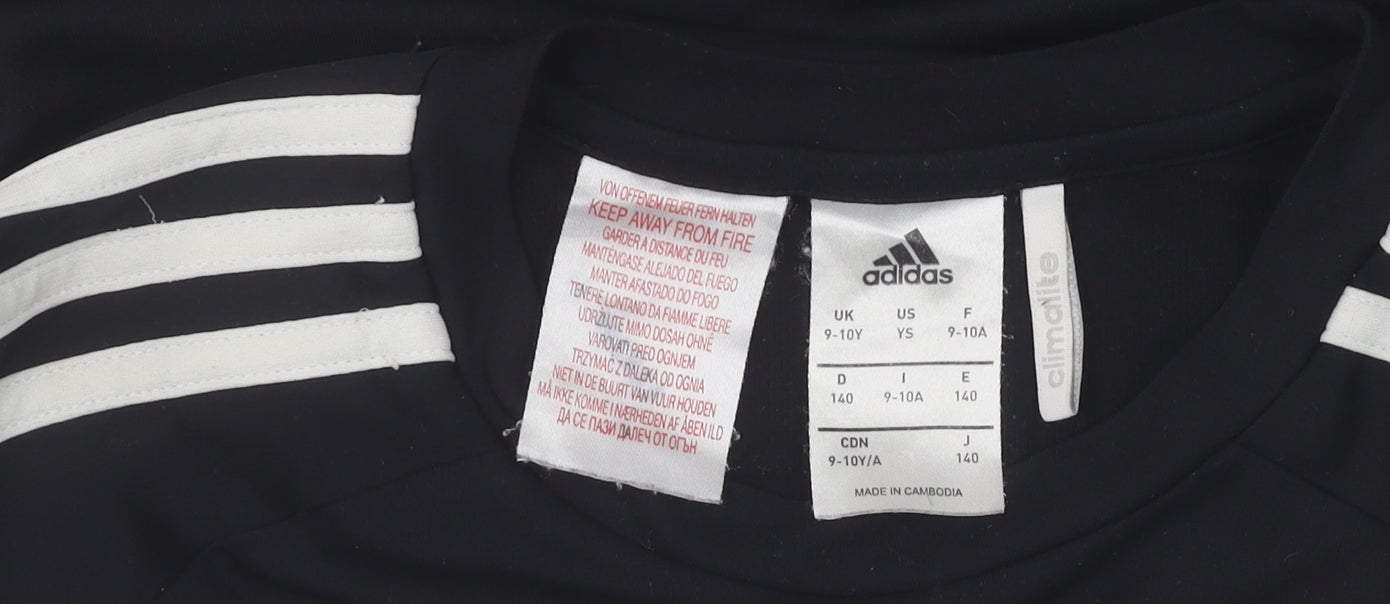 VON OFFENEM FEUER FERN HALTEN
KEEP AWAY FROM FIRE
GARDER A DISTANCE DU FEU
MANTÉNGASE ALEJADO DEL FUEGO
MANTER AFASTADO DO FOGO
TENERE LONTANO DA FIAMME LIBERE
UDRŽUJTE MIMO DOSAH OHNĚ
VAROVATI PRED OGNJEM
TRZYMAĆ Z DALEKA OD OGNIA
NIET IN DE BUURT VAN VUUR HOUDEN
MÅ IKKE KOMME I NÆRHEDEN AF ÅBEN ILD
ДА СЕ ПАЗИ ДАЛЕЧ ОТ ОГЪН
adidas
UK US F
9-10Y YS 9-10A
D I E
140 9-10A 140
CDN J
9-10Y/A 140
MADE IN CAMBODIA
climalite